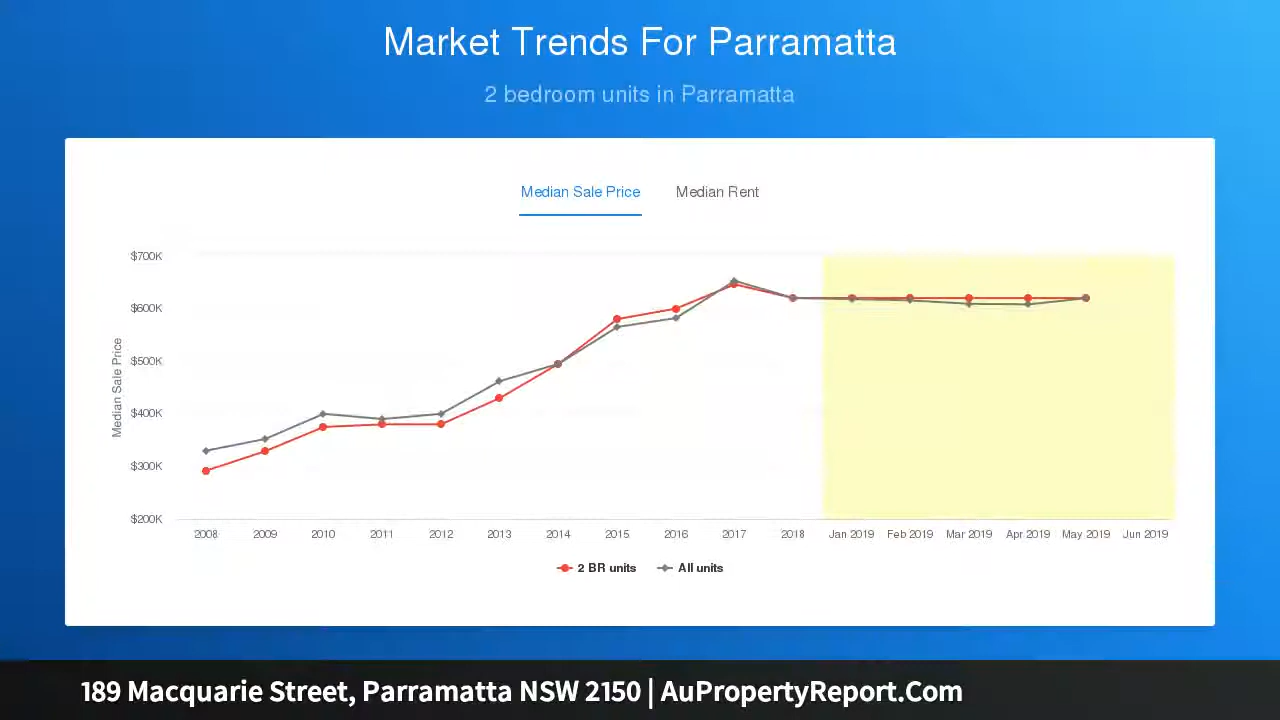 Market Trends For Parramatta
2 bedroom units in Parramatta
Median Sale Price Median Rent
Median Sale Price
$700K
$600K
$500K
$400K
$300K
$200K
2008 2009 2010 2011 2012 2013 2014 2015 2016 2017 2018 Jan 2019 Feb 2019 Mar 2019 Apr 2019 May 2019 Jun 2019
2 BR units All units
189 Macquarie Street, Parramatta NSW 2150 | AuPropertyReport.Com